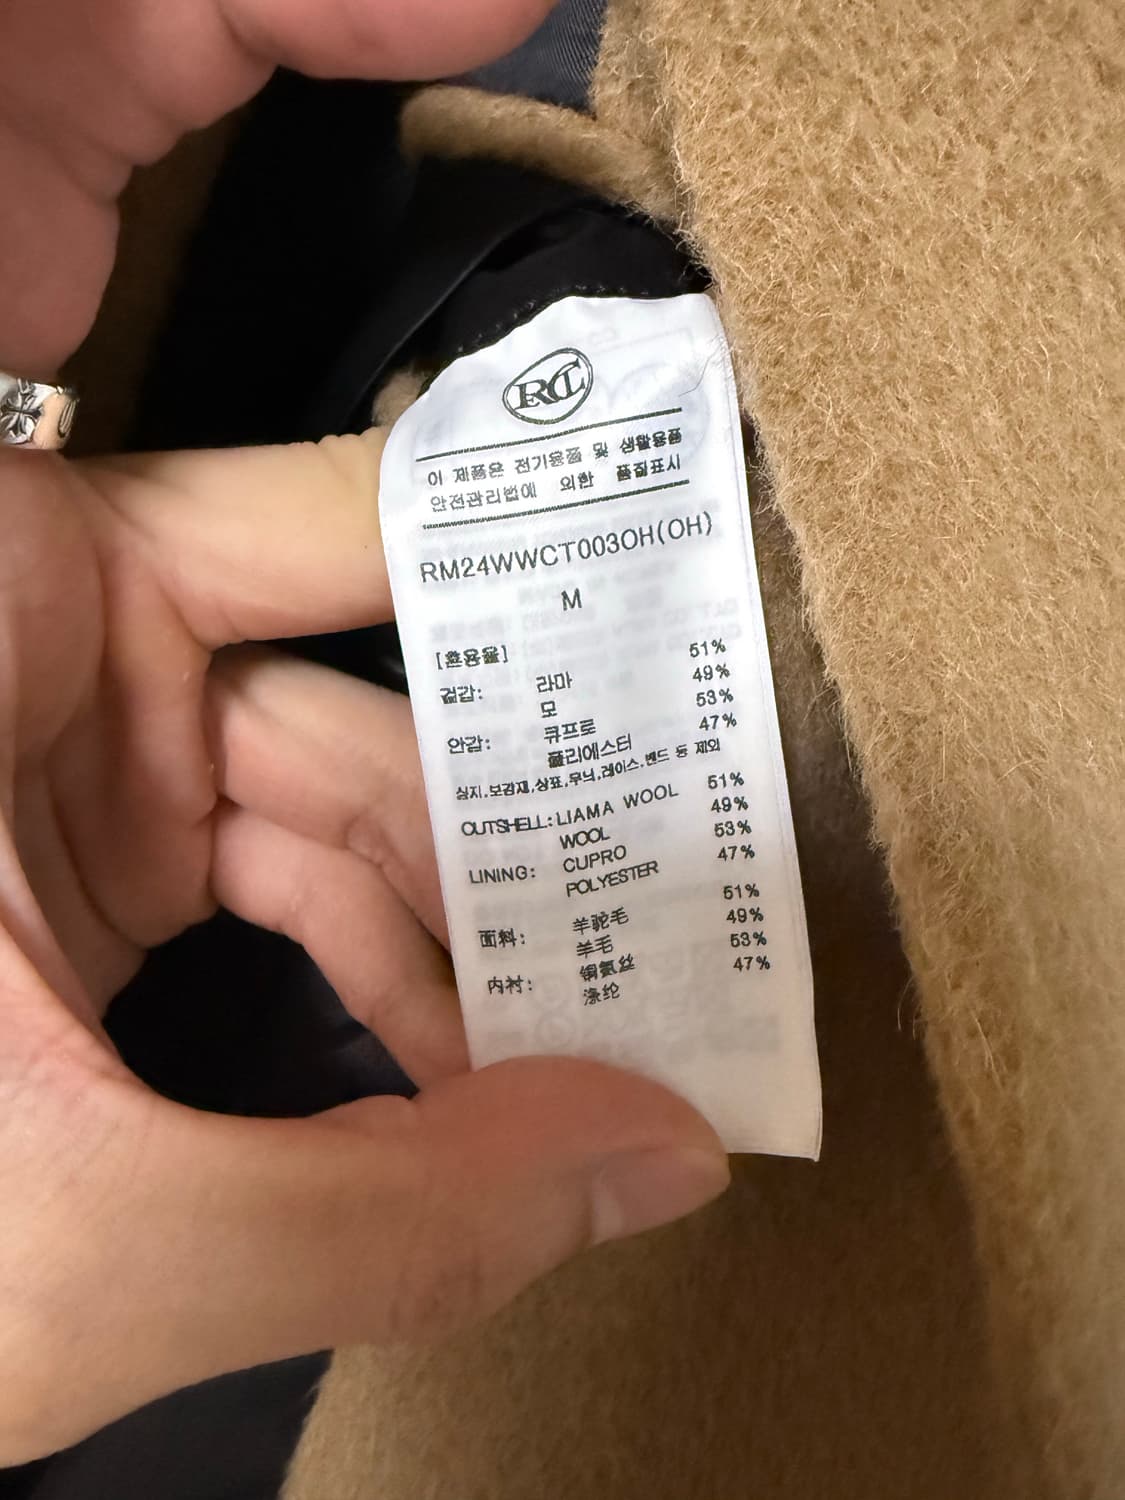 RCT
이 제품은 전기용품 및 생활용품
안전관리법에 의한 품질표시
RM24WWCT003OH(OH)
M
[혼용율]
겉감: 라마 51%
모 49%
안감: 큐프로 53%
폴리에스터 47%
심지,보강재,상표,무늬,레이스,밴드 등 제외
OUTSHELL: LIAMA WOOL 51%
WOOL 49%
LINING: CUPRO 53%
POLYESTER 47%
面料: 羊驼毛 51%
羊毛 49%
内衬: 铜氨丝 53%
涤纶 47%